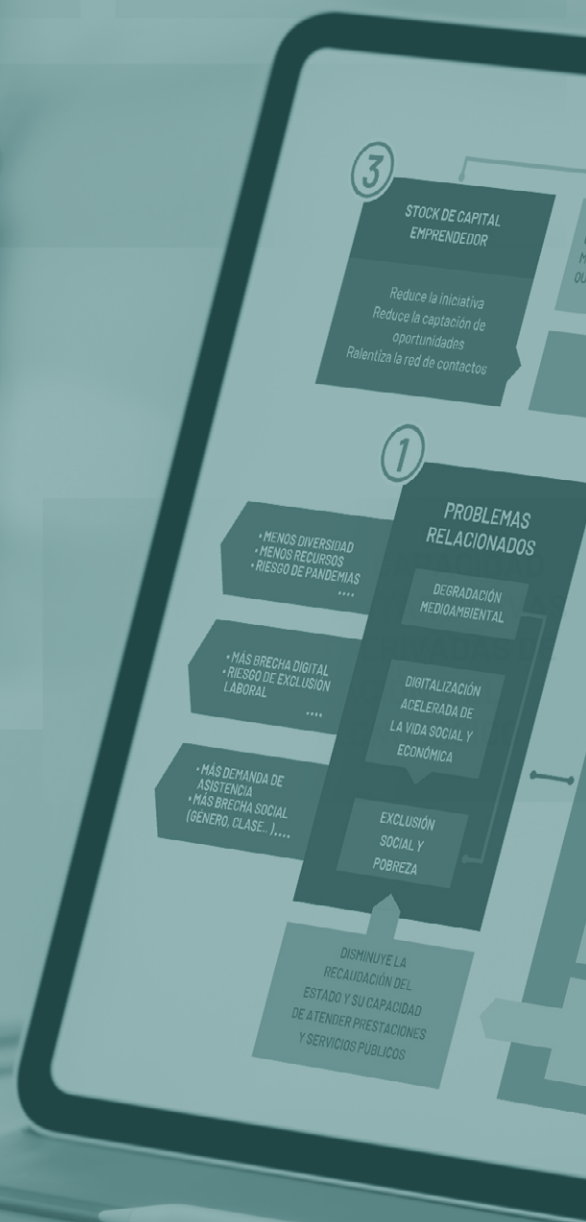 3
STOCK DE CAPITAL
EMPRENDEDOR
Reduce la iniciativa
Reduce la captación de
oportunidades
Ralentiza la red de contactos
1
PROBLEMAS
RELACIONADOS
• MENOS DIVERSIDAD
• MENOS RECURSOS
• RIESGO DE PANDEMIAS
....
DEGRADACIÓN
MEDIOAMBIENTAL
• MÁS BRECHA DIGITAL
• RIESGO DE EXCLUSIÓN
LABORAL
....
DIGITALIZACIÓN
ACELERADA DE
LA VIDA SOCIAL Y
ECONÓMICA
• MÁS DEMANDA DE
ASISTENCIA
• MÁS BRECHA SOCIAL
(GÉNERO, CLASE..)....
EXCLUSIÓN
SOCIAL Y
POBREZA
DISMINUYE LA
RECAUDACIÓN DEL
ESTADO Y SU CAPACIDAD
DE ATENDER PRESTACIONES
Y SERVICIOS PÚBLICOS